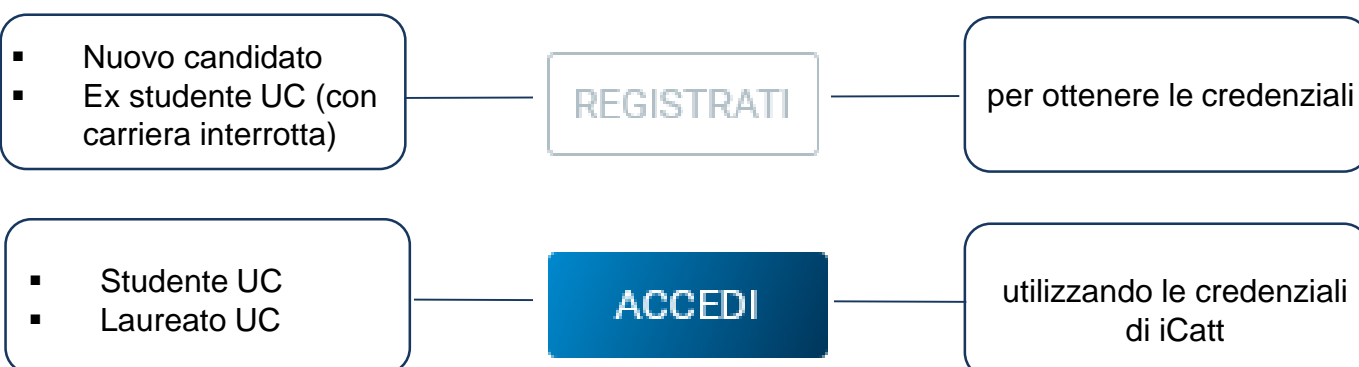 ▪ Nuovo candidato
▪ Ex studente UC (con
carriera interrotta)
REGISTRATI
per ottenere le credenziali
▪ Studente UC
▪ Laureato UC
ACCEDI
utilizzando le credenziali
di iCatt